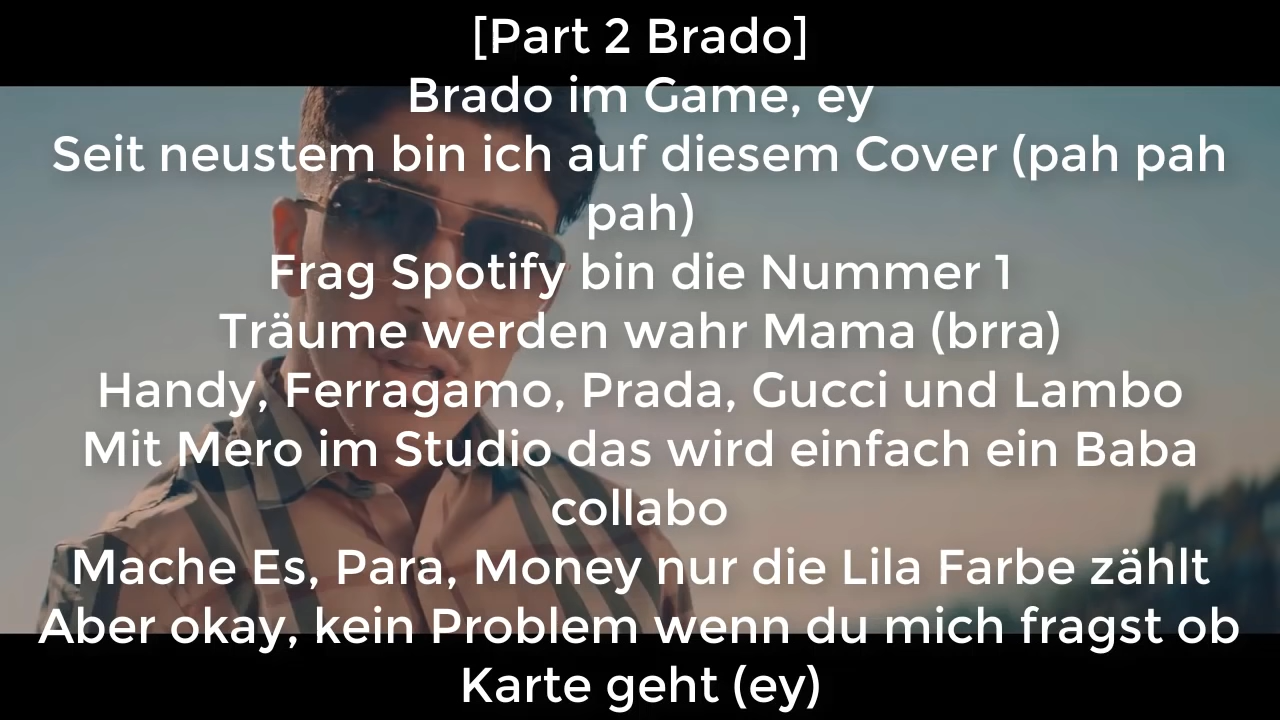 [Part 2 Brado]
Brado im Game, ey
Seit neustem bin ich auf diesem Cover (pah pah
pah)
Frag Spotify bin die Nummer 1
Träume werden wahr Mama (brra)
Handy, Ferragamo, Prada, Gucci und Lambo
Mit Mero im Studio das wird einfach ein Baba
collabo
Mache Es, Para, Money nur die Lila Farbe zählt
Aber okay, kein Problem wenn du mich fragst ob
Karte geht (ey)